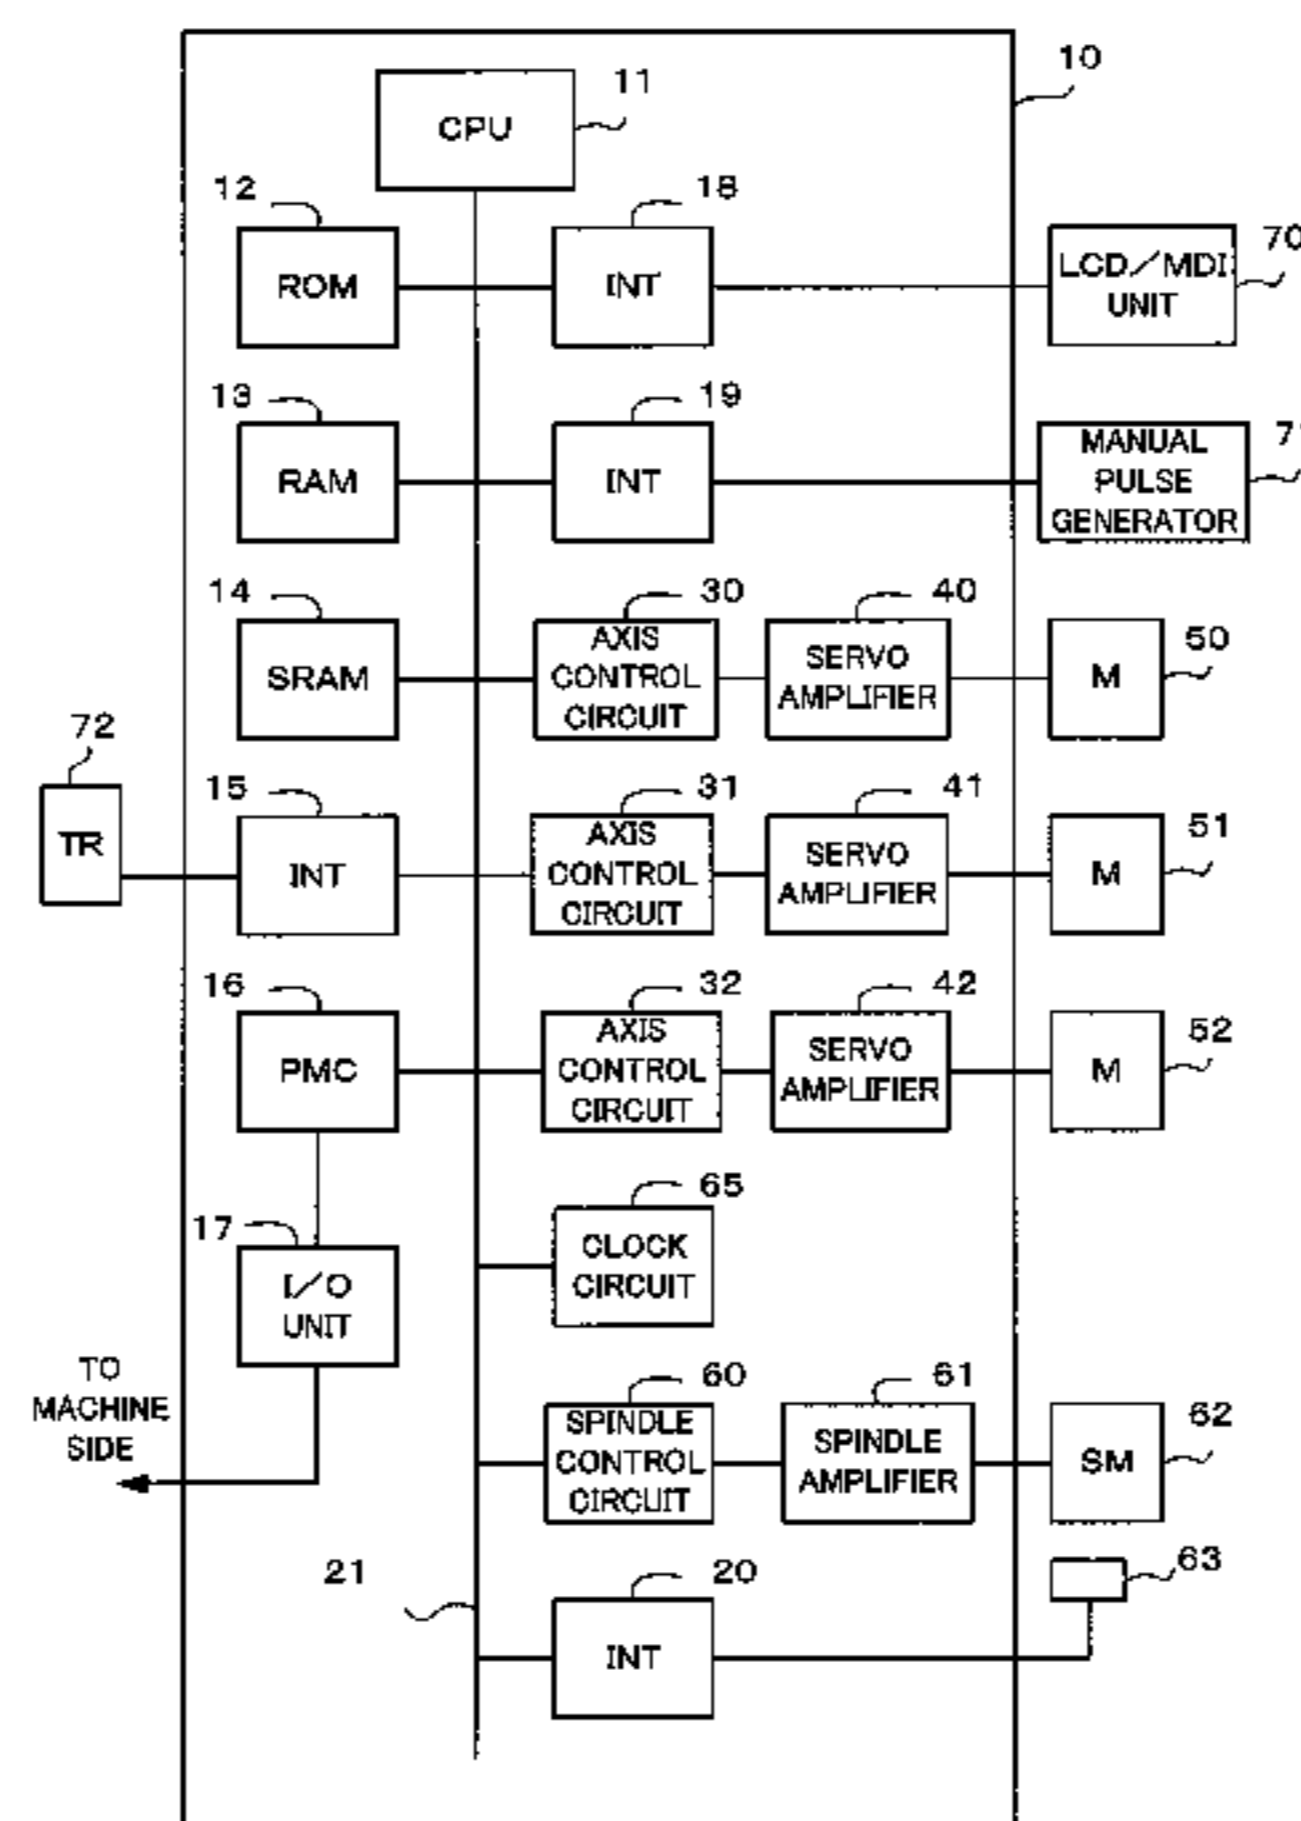 10
11
CPU
12
18
ROM
INT
LCD/MDI
UNIT
70
13
19
RAM
INT
MANUAL
PULSE
GENERATOR
14
30
40
SRAM
AXIS
CONTROL
CIRCUIT
SERVO
AMPLIFIER
M
50
72
TR
15
31
41
INT
AXIS
CONTROL
CIRCUIT
SERVO
AMPLIFIER
M
51
16
32
42
PMC
AXIS
CONTROL
CIRCUIT
SERVO
AMPLIFIER
M
52
17
65
I/O
UNIT
CLOCK
CIRCUIT
TO
MACHINE
SIDE
60
61
SPINDLE
CONTROL
CIRCUIT
SPINDLE
AMPLIFIER
SM
62
21
20
INT
63